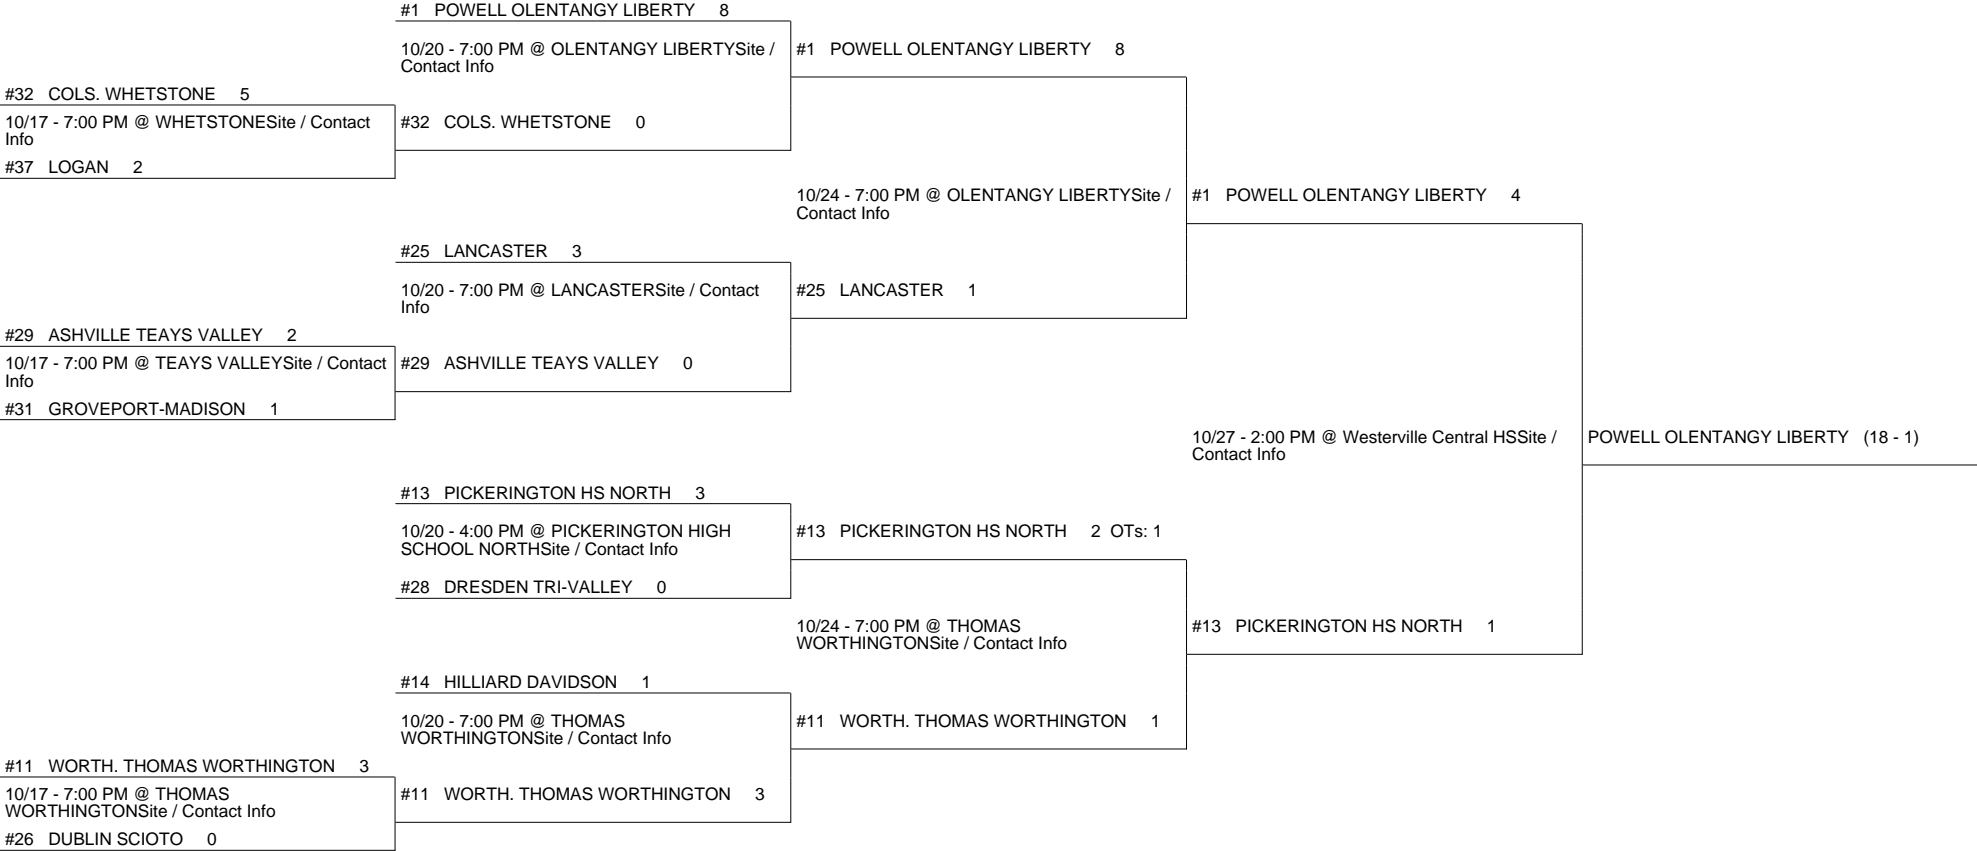 #1 POWELL OLENTANGY LIBERTY 8
10/20 - 7:00 PM @ OLENTANGY LIBERTYSite /
Contact Info
#1 POWELL OLENTANGY LIBERTY 8
#32 COLS. WHETSTONE 5
10/17 - 7:00 PM @ WHETSTONESite / Contact
Info
#32 COLS. WHETSTONE 0
#37 LOGAN 2
10/24 - 7:00 PM @ OLENTANGY LIBERTYSite /
Contact Info
#1 POWELL OLENTANGY LIBERTY 4
#25 LANCASTER 3
10/20 - 7:00 PM @ LANCASTERSite / Contact
Info
#25 LANCASTER 1
#29 ASHVILLE TEAYS VALLEY 2
10/17 - 7:00 PM @ TEAYS VALLEYSite / Contact
Info
#29 ASHVILLE TEAYS VALLEY 0
#31 GROVEPORT-MADISON 1
10/27 - 2:00 PM @ Westerville Central HSSite /
Contact Info
POWELL OLENTANGY LIBERTY (18 - 1)
#13 PICKERINGTON HS NORTH 3
10/20 - 4:00 PM @ PICKERINGTON HIGH
SCHOOL NORTHSite / Contact Info
#13 PICKERINGTON HS NORTH 2 OTs: 1
#28 DRESDEN TRI-VALLEY 0
10/24 - 7:00 PM @ THOMAS
WORTHINGTONSite / Contact Info
#13 PICKERINGTON HS NORTH 1
#14 HILLIARD DAVIDSON 1
10/20 - 7:00 PM @ THOMAS
WORTHINGTONSite / Contact Info
#11 WORTH. THOMAS WORTHINGTON 1
#11 WORTH. THOMAS WORTHINGTON 3
10/17 - 7:00 PM @ THOMAS
WORTHINGTONSite / Contact Info
#11 WORTH. THOMAS WORTHINGTON 3
#26 DUBLIN SCIOTO 0